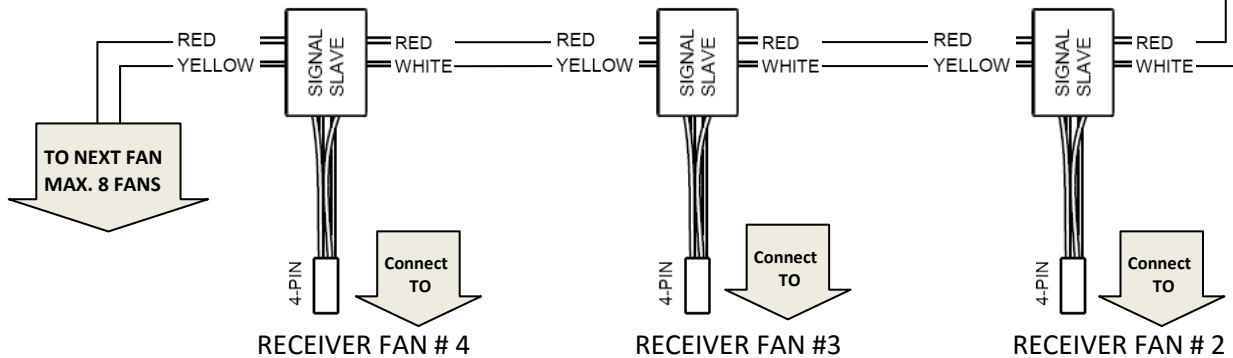 RED
YELLOW
SIGNAL
SLAVE
RED
WHITE
RED
YELLOW
SIGNAL
SLAVE
RED
WHITE
RED
YELLOW
SIGNAL
SLAVE
RED
WHITE
TO NEXT FAN
MAX. 8 FANS
4-PIN
Connect
TO
4-PIN
Connect
TO
4-PIN
Connect
TO
RECEIVER FAN # 4
RECEIVER FAN #3
RECEIVER FAN # 2